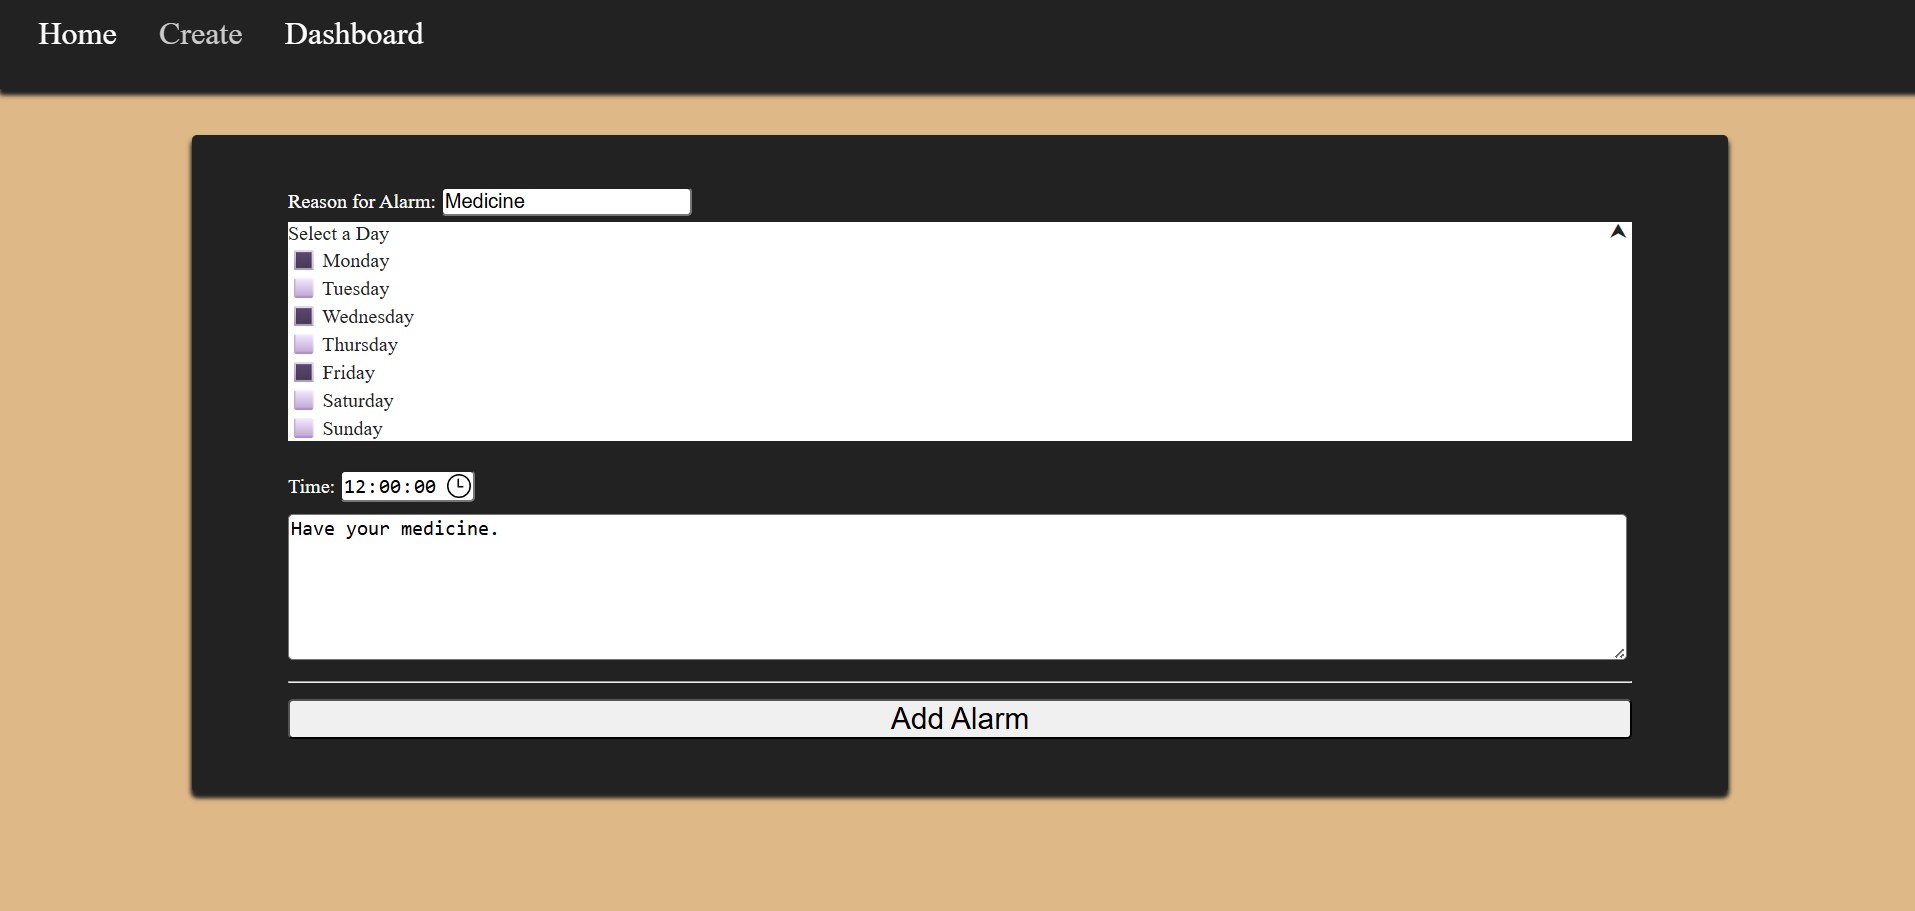 Home Create Dashboard
Reason for Alarm: Medicine
Select a Day
Monday
Tuesday
Wednesday
Thursday
Friday
Saturday
Sunday
Time: 12:00:00
Have your medicine.
Add Alarm